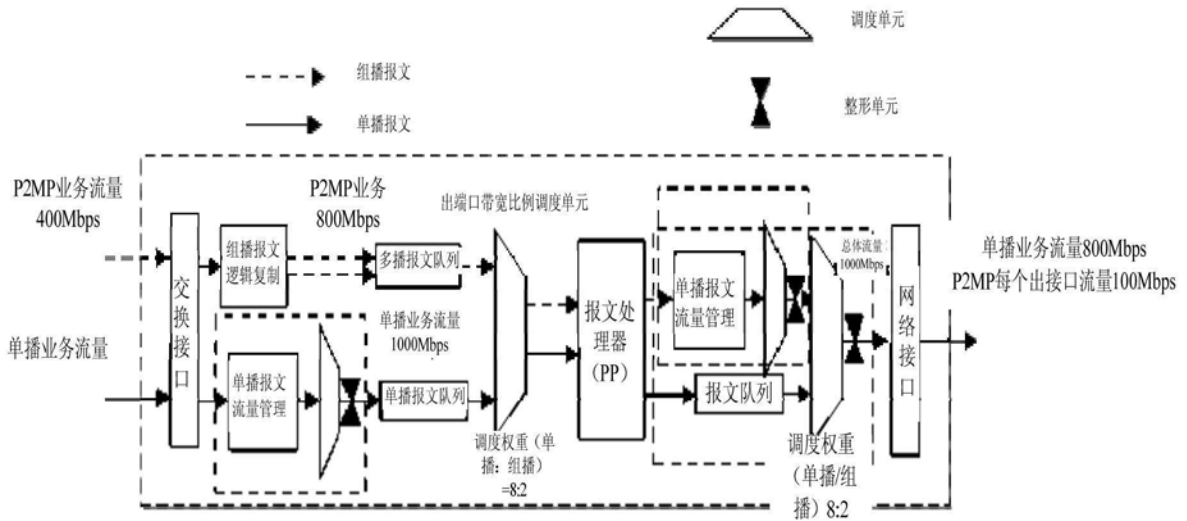 调度单元
组播报文
整形单元
单播报文
P2MP业务流量
400Mbps
P2MP业务
800Mbps
出端口带宽比例调度单元
总体流量
1000Mbps
单播业务流量800Mbps
P2MP每个出接口流量100Mbps
交换接口
组播报文
逻辑复制
多播报文队列
单播业务流量
单播业务流量
1000Mbps
单播报文
流量管理
单播报文队列
报文处
理器
(PP)
单播报文
流量管理
报文队列
网络接口
调度权重（单
播：组播）
=8:2
调度权重
（单播/组
播）8:2